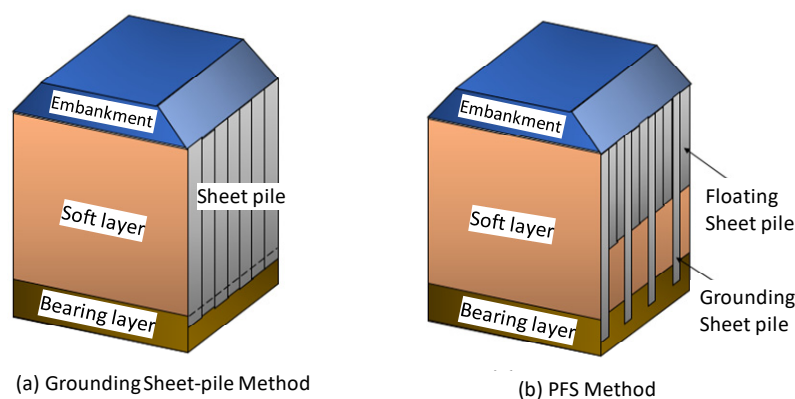 Embankment
Sheet pile
Soft layer
Bearing layer
(a) Grounding Sheet-pile Method
Embankment
Floating
Sheet pile
Soft layer
Grounding
Sheet pile
Bearing layer
(b) PFS Method